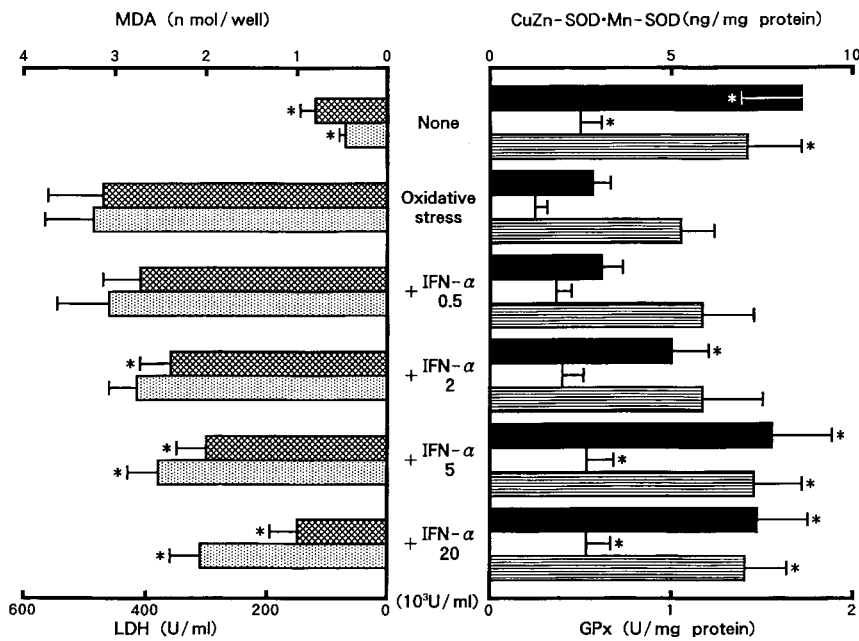 MDA (n mol/well)
CuZn-SOD•Mn-SOD (ng/mg protein)
4 3 2 1 0
0 5 10
* *
None
* * *
Oxidative
stress
+ IFN-α
0.5
* + IFN-α *
2
* *
+ IFN-α
5
* * *
* *
+ IFN-α
20
* * *
600 400 200 0
(10³U/ml)
0 1 2
LDH (U/ml)
GPx (U/mg protein)